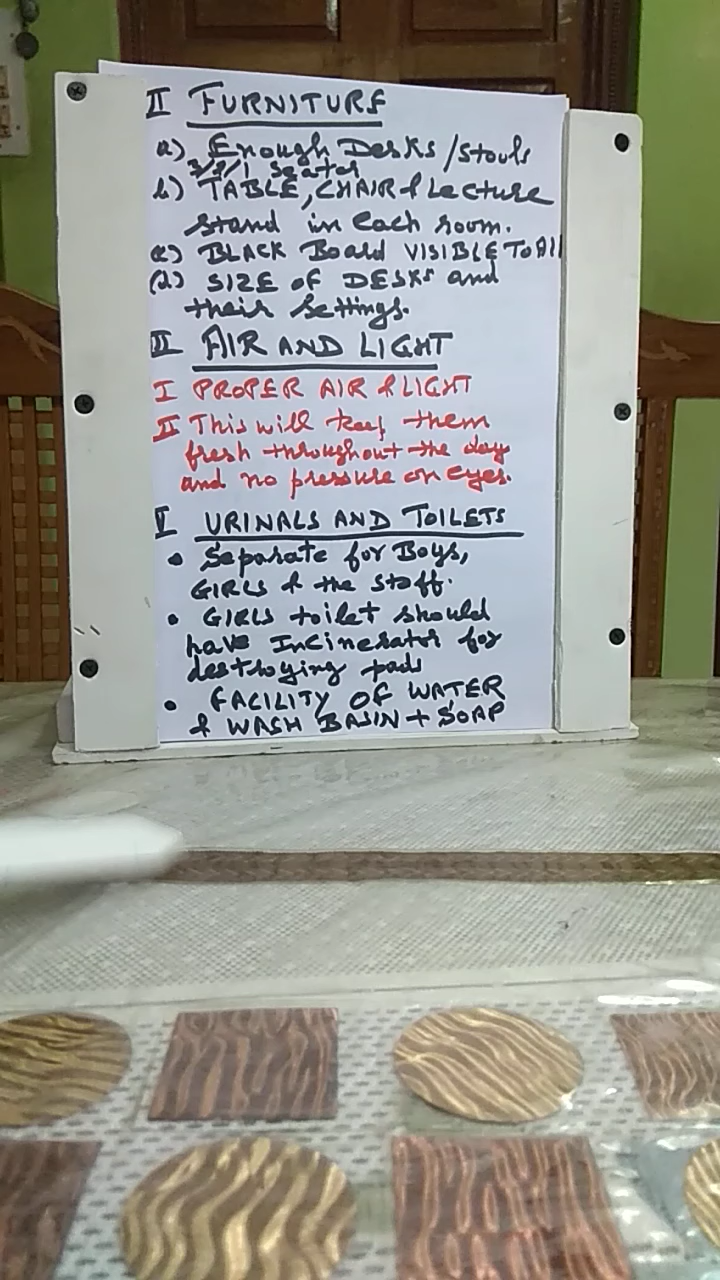 II FURNITURE
a) Enough Desks/stouls
3/2/1 Seater
b) TABLE, CHAIR & Lecture
stand in each room.
(c) BLACK Board VISIBLE To All
(d) SIZE OF DESKS and
their settings.
II AIR AND LIGHT
I PROPER AIR & LIGHT
II This will keep them
fresh throughout the day
and no pressure on eyes.
V URINALS AND TOILETS
• Separate for Boys,
GIRLS & the staff.
• GIRLS toilet should
have Incinerator for
destroying pads
• FACILITY OF WATER
& WASH BASIN + SOAP